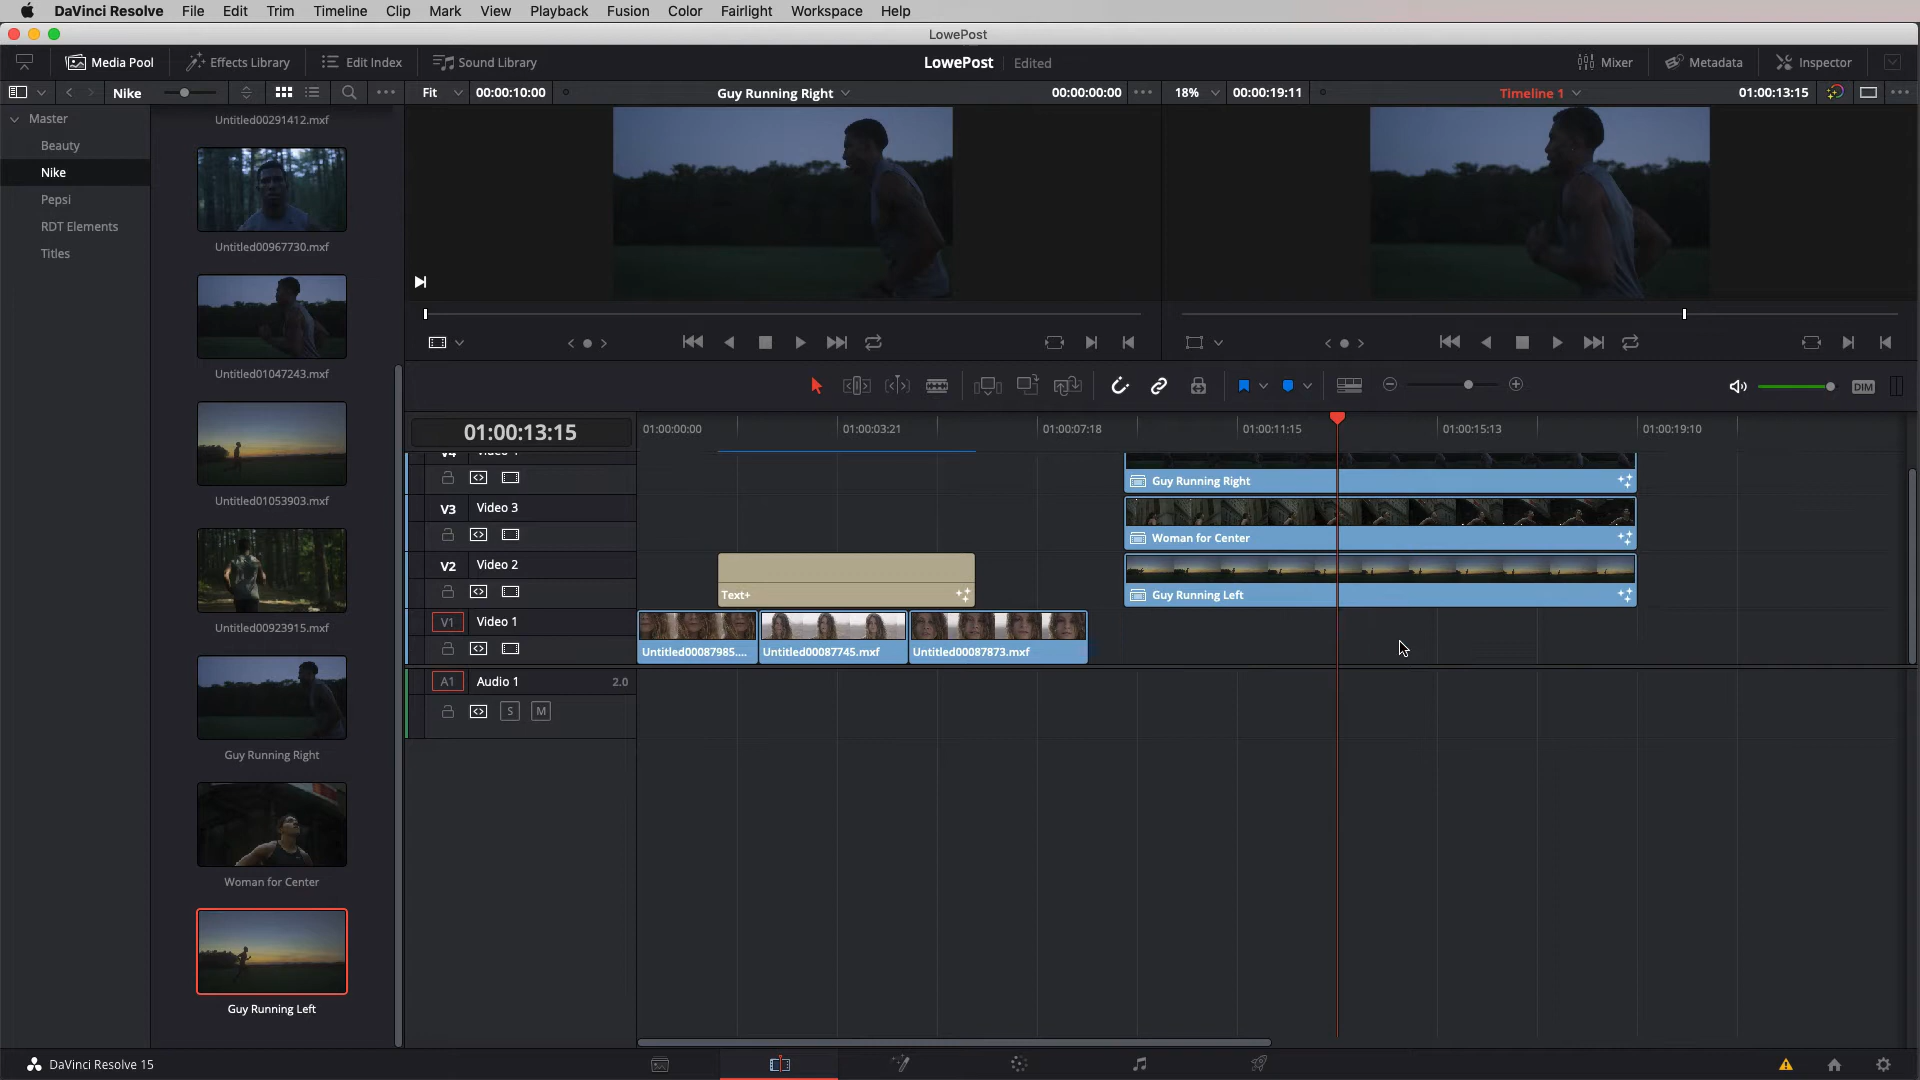 DaVinci Resolve File Edit Trim Timeline Clip Mark View Playback Fusion Color Fairlight Workspace Help
LowePost
Media Pool Effects Library Edit Index Sound Library LowePost Edited Mixer Metadata Inspector
Nike Fit 00:00:10:00 Guy Running Right 00:00:00:00 18% 00:00:19:11 Timeline 1 01:00:13:15
Master
Beauty
Nike
Pepsi
RDT Elements
Titles
Untitled00291412.mxf
Untitled00967730.mxf
Untitled01047243.mxf
Untitled01053903.mxf
Untitled00923915.mxf
Guy Running Right
Woman for Center
Guy Running Left
DIM
01:00:13:15 01:00:00:00 01:00:03:21 01:00:07:18 01:00:11:15 01:00:15:13 01:00:19:10
Guy Running Right
V3 Video 3
Woman for Center
V2 Video 2
Text+ Guy Running Left
V1 Video 1
Untitled00087985.... Untitled00087745.mxf Untitled00087873.mxf
A1 Audio 1 2.0
S M
DaVinci Resolve 15